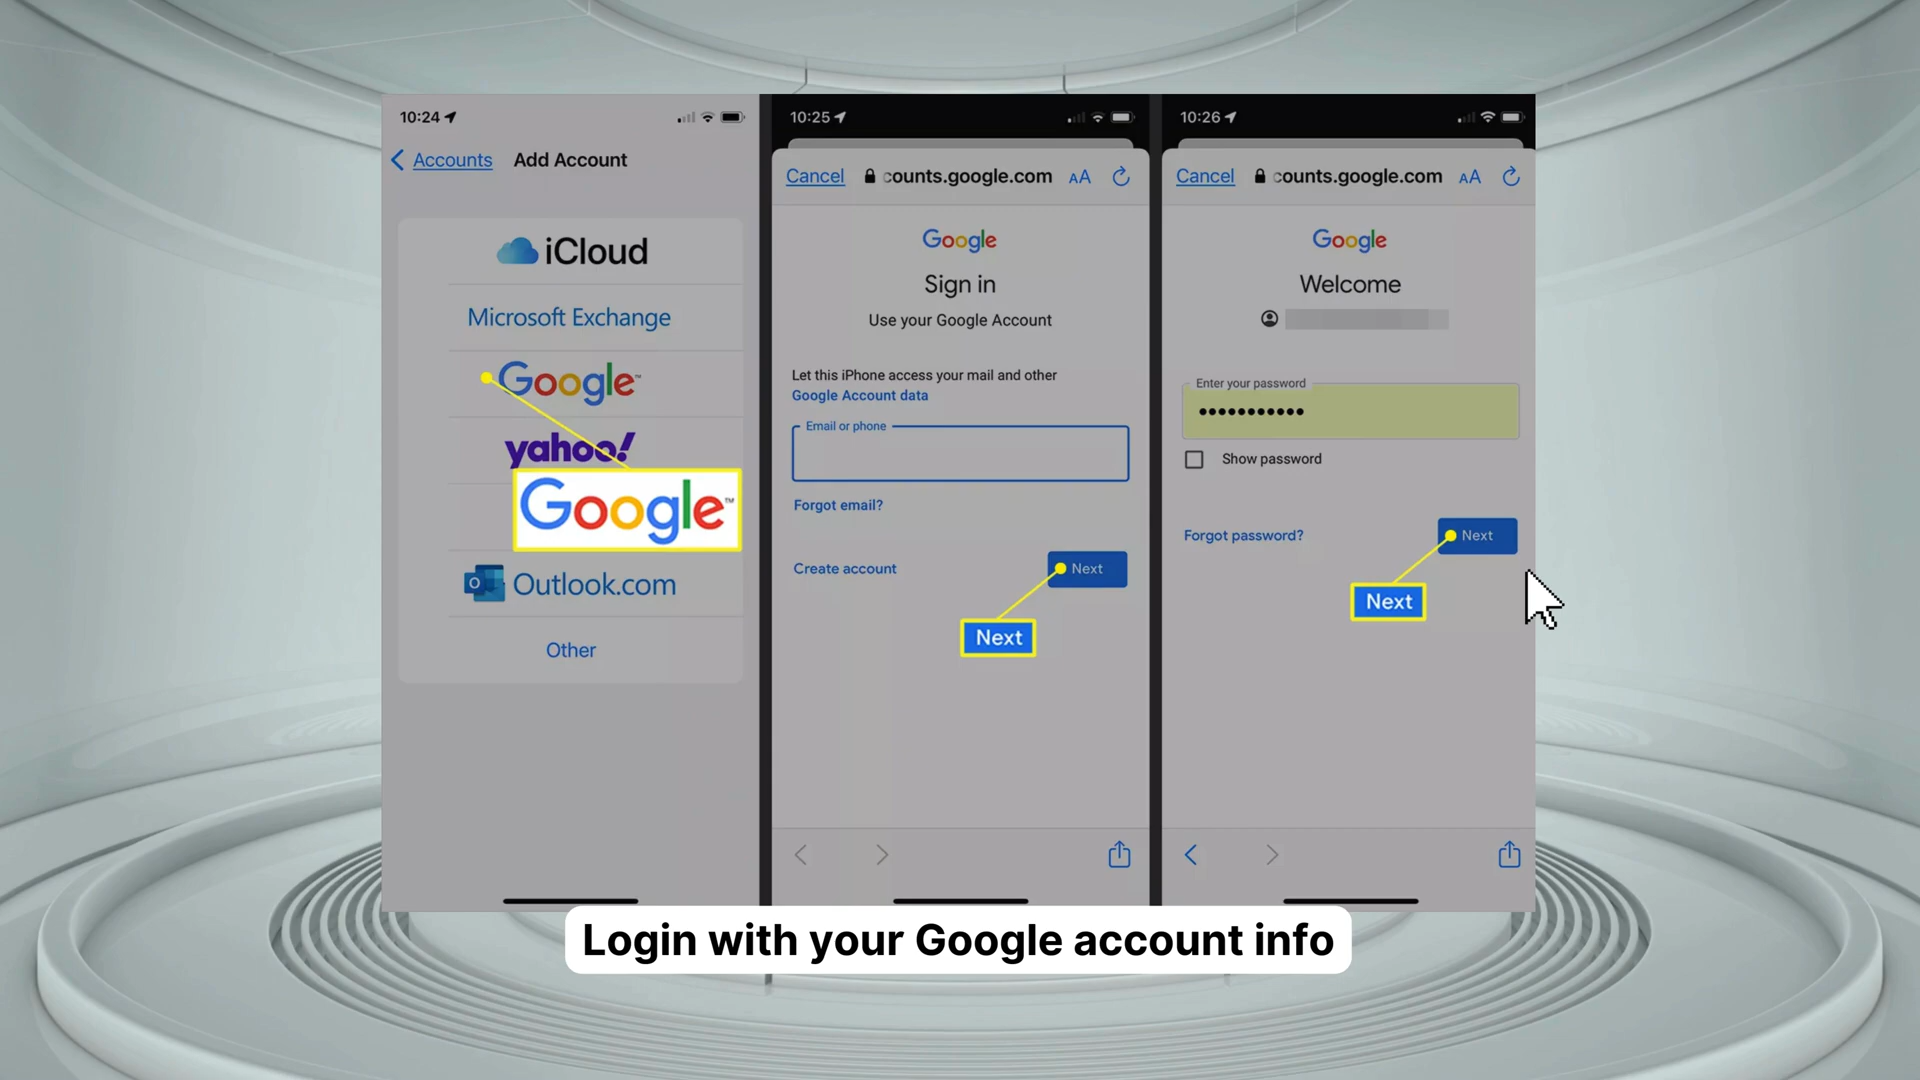 10:24
Accounts
Add Account
iCloud
Microsoft Exchange
Google™
yahoo!
Google™
Outlook.com
Other
10:25
Cancel
counts.google.com
AA
Google
Sign in
Use your Google Account
Let this iPhone access your mail and other
Google Account data
Email or phone
Forgot email?
Create account
Next
Next
10:26
Cancel
counts.google.com
AA
Google
Welcome
Enter your password
•••••••••••
Show password
Forgot password?
Next
Next
Login with your Google account info